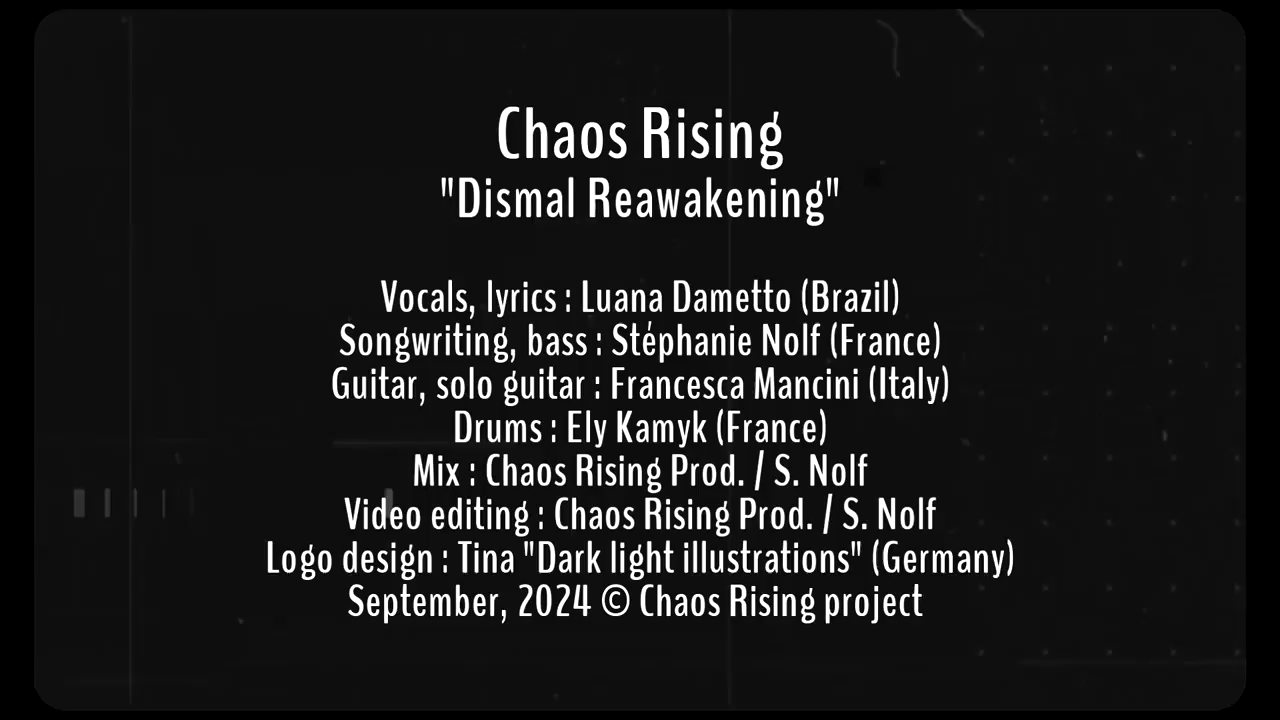 Chaos Rising
"Dismal Reawakening"
Vocals, lyrics : Luana Dametto (Brazil)
Songwriting, bass : Stéphanie Nolf (France)
Guitar, solo guitar : Francesca Mancini (Italy)
Drums : Ely Kamyk (France)
Mix : Chaos Rising Prod. / S. Nolf
Video editing : Chaos Rising Prod. / S. Nolf
Logo design : Tina "Dark light illustrations" (Germany)
September, 2024 © Chaos Rising project